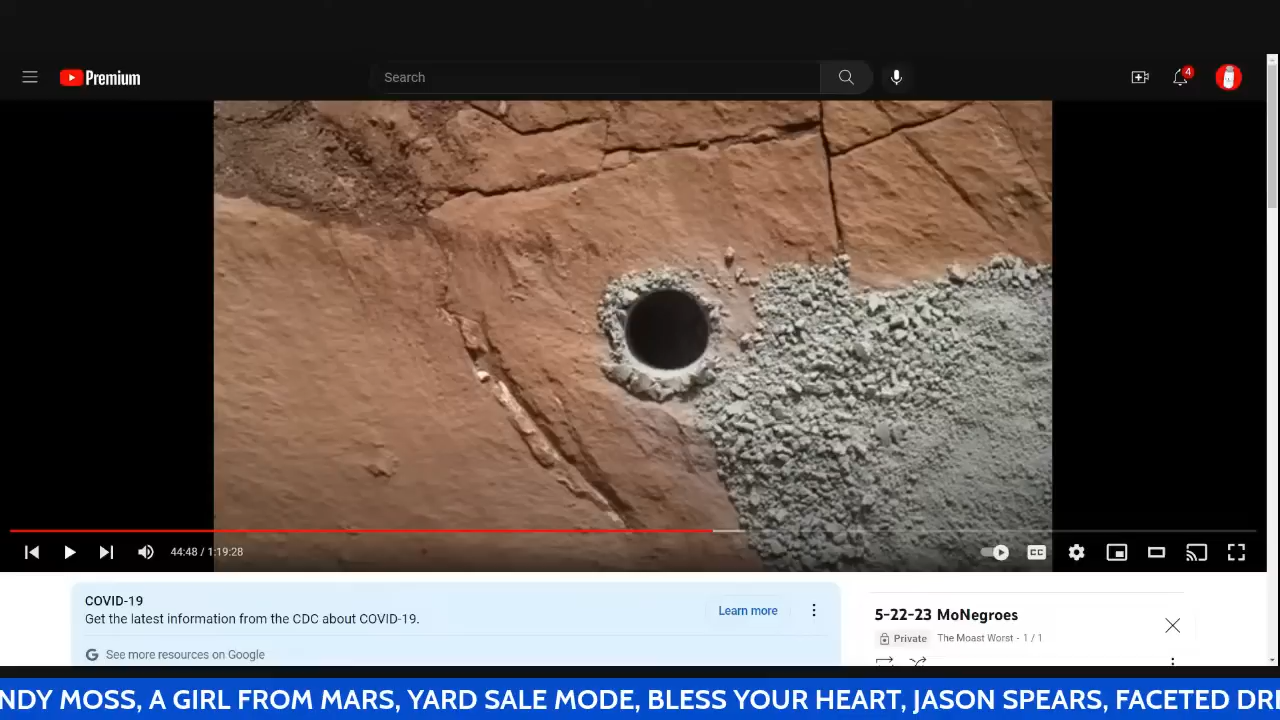 Premium
Search
4
44:48 / 1:19:28
CC
COVID-19
Get the latest information from the CDC about COVID-19.
Learn more
See more resources on Google
5-22-23 MoNegroes
Private The Moast Worst - 1 / 1
NDY MOSS, A GIRL FROM MARS, YARD SALE MODE, BLESS YOUR HEART, JASON SPEARS, FACETED DR